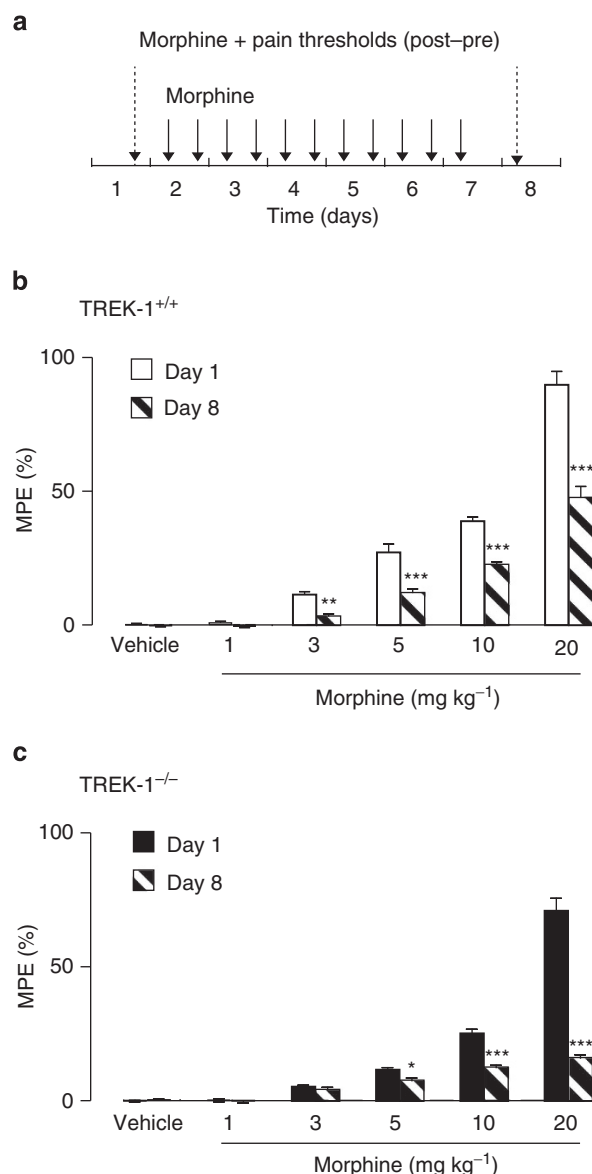 a
Morphine + pain thresholds (post–pre)
Morphine
1 2 3 4 5 6 7 8
Time (days)
b
TREK-1+/+
100
Day 1
Day 8
MPE (%)
50
** *** *** ***
0
Vehicle 1 3 5 10 20
Morphine (mg kg−1)
c
TREK-1−/−
100
Day 1
Day 8
MPE (%)
50
* *** ***
0
Vehicle 1 3 5 10 20
Morphine (mg kg−1)